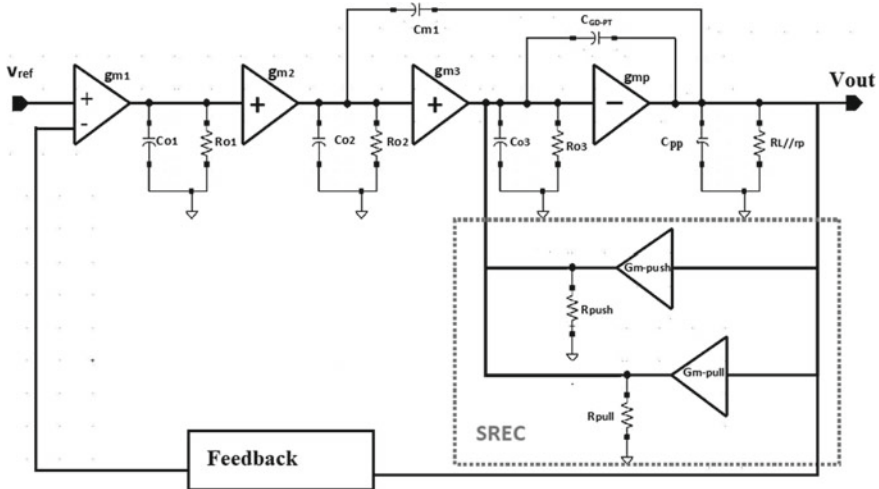 Cm1
CGD-PT
Vref
gm1
gm2
gm3
gmp
Vout
+
-
+
+
-
Co1
Ro1
Co2
Ro2
Co3
Ro3
Cpp
RL//rp
Gm-push
Rpush
Gm-pull
Rpull
SREC
Feedback